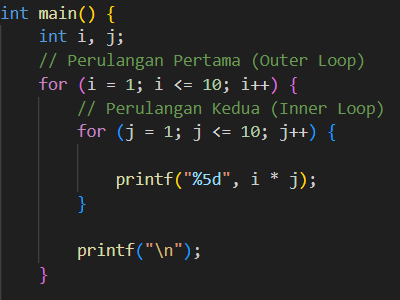 int main() {
int i, j;
// Perulangan Pertama (Outer Loop)
for (i = 1; i <= 10; i++) {
// Perulangan Kedua (Inner Loop)
for (j = 1; j <= 10; j++) {
printf("%5d", i * j);
}
printf("\n");
}